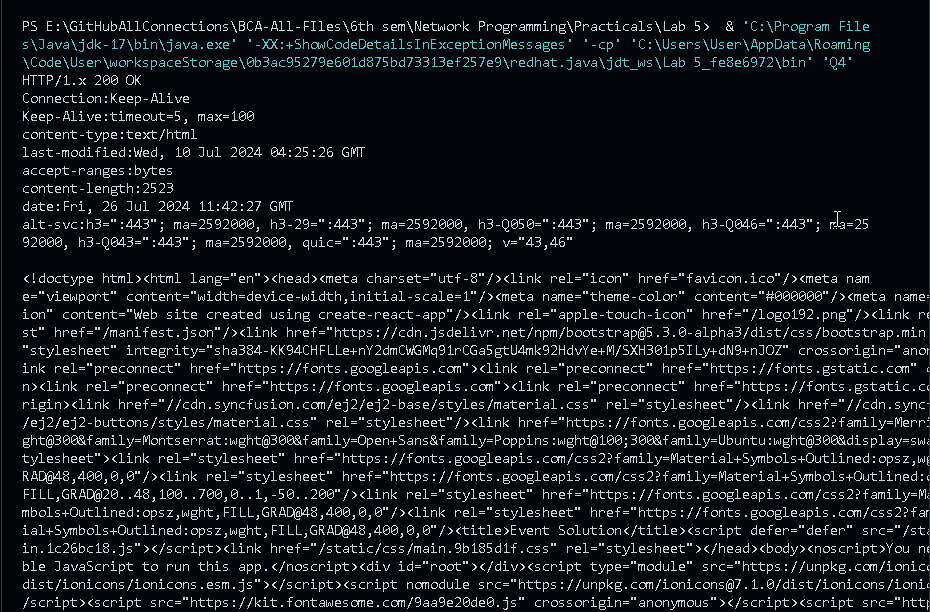 PS E:\GitHubAllConnections\BCA-All-FIles\6th sem\Network Programming\Practicals\Lab 5>  & 'C:\Program File
s\Java\jdk-17\bin\java.exe' '-XX:+ShowCodeDetailsInExceptionMessages' '-cp' 'C:\Users\User\AppData\Roaming
\Code\User\workspaceStorage\0b3ac95279e601d875bd73313ef257e9\redhat.java\jdt_ws\Lab 5_fe8e6972\bin' 'Q4'
HTTP/1.x 200 OK
Connection:Keep-Alive
Keep-Alive:timeout=5, max=100
content-type:text/html
last-modified:Wed, 10 Jul 2024 04:25:26 GMT
accept-ranges:bytes
content-length:2523
date:Fri, 26 Jul 2024 11:42:27 GMT
alt-svc:h3=":443"; ma=2592000, h3-29=":443"; ma=2592000, h3-Q050=":443"; ma=2592000, h3-Q046=":443"; ma=25
92000, h3-Q043=":443"; ma=2592000, quic=":443"; ma=2592000; v="43,46"

<!doctype html><html lang="en"><head><meta charset="utf-8"/><link rel="icon" href="favicon.ico"/><meta nam
e="viewport" content="width=device-width,initial-scale=1"/><meta name="theme-color" content="#000000"/><meta name=
ion" content="Web site created using create-react-app"/><link rel="apple-touch-icon" href="/logo192.png"/><link re
st" href="/manifest.json"/><link href="https://cdn.jsdelivr.net/npm/bootstrap@5.3.0-alpha3/dist/css/bootstrap.min
"stylesheet" integrity="sha384-KK94CHFLLe+nY2dmCWGMq91rCGa5gtU4mk92HdvYe+M/SXH301p5ILy+dN9+nJOZ" crossorigin="anon
ink rel="preconnect" href="https://fonts.googleapis.com"><link rel="preconnect" href="https://fonts.gstatic.com"
n><link rel="preconnect" href="https://fonts.googleapis.com"><link rel="preconnect" href="https://fonts.gstatic.co
rigin><link href="//cdn.syncfusion.com/ej2/ej2-base/styles/material.css" rel="stylesheet"><link href="//cdn.sync
/ej2/ej2-buttons/styles/material.css" rel="stylesheet"><link href="https://fonts.googleapis.com/css2?family=Merri
ght@300&family=Montserrat:wght@300&family=Open+Sans&family=Poppins:wght@100;300&family=Ubuntu:wght@300&display=swa
tylesheet"><link rel="stylesheet" href="https://fonts.googleapis.com/css2?family=Material+Symbols+Outlined:opsz,wg
RAD@48,400,0,0"/><link rel="stylesheet" href="https://fonts.googleapis.com/css2?family=Material+Symbols+Outlined:
FILL,GRAD@20..48,100..700,0..1,-50..200"/><link rel="stylesheet" href="https://fonts.googleapis.com/css2?family=Ma
mbols+Outlined:opsz,wght,FILL,GRAD@48,400,0,0"/><link rel="stylesheet" href="https://fonts.googleapis.com/css2?fam
ial+Symbols+Outlined:opsz,wght,FILL,GRAD@48,400,0,0"/><title>Event Solution</title><script defer="defer" src="/sta
in.1c26bc18.js"></script><link href="/static/css/main.9b185d1f.css" rel="stylesheet"></head><body><noscript>You ne
ble JavaScript to run this app.</noscript><div id="root"></div><script type="module" src="https://unpkg.com/ionico
dist/ionicons/ionicons.esm.js"></script><script nomodule src="https://unpkg.com/ionicons@7.1.0/dist/ionicons/ionic
/script><script src="https://kit.fontawesome.com/9aa9e20de0.js" crossorigin="anonymous"></script><script src="http